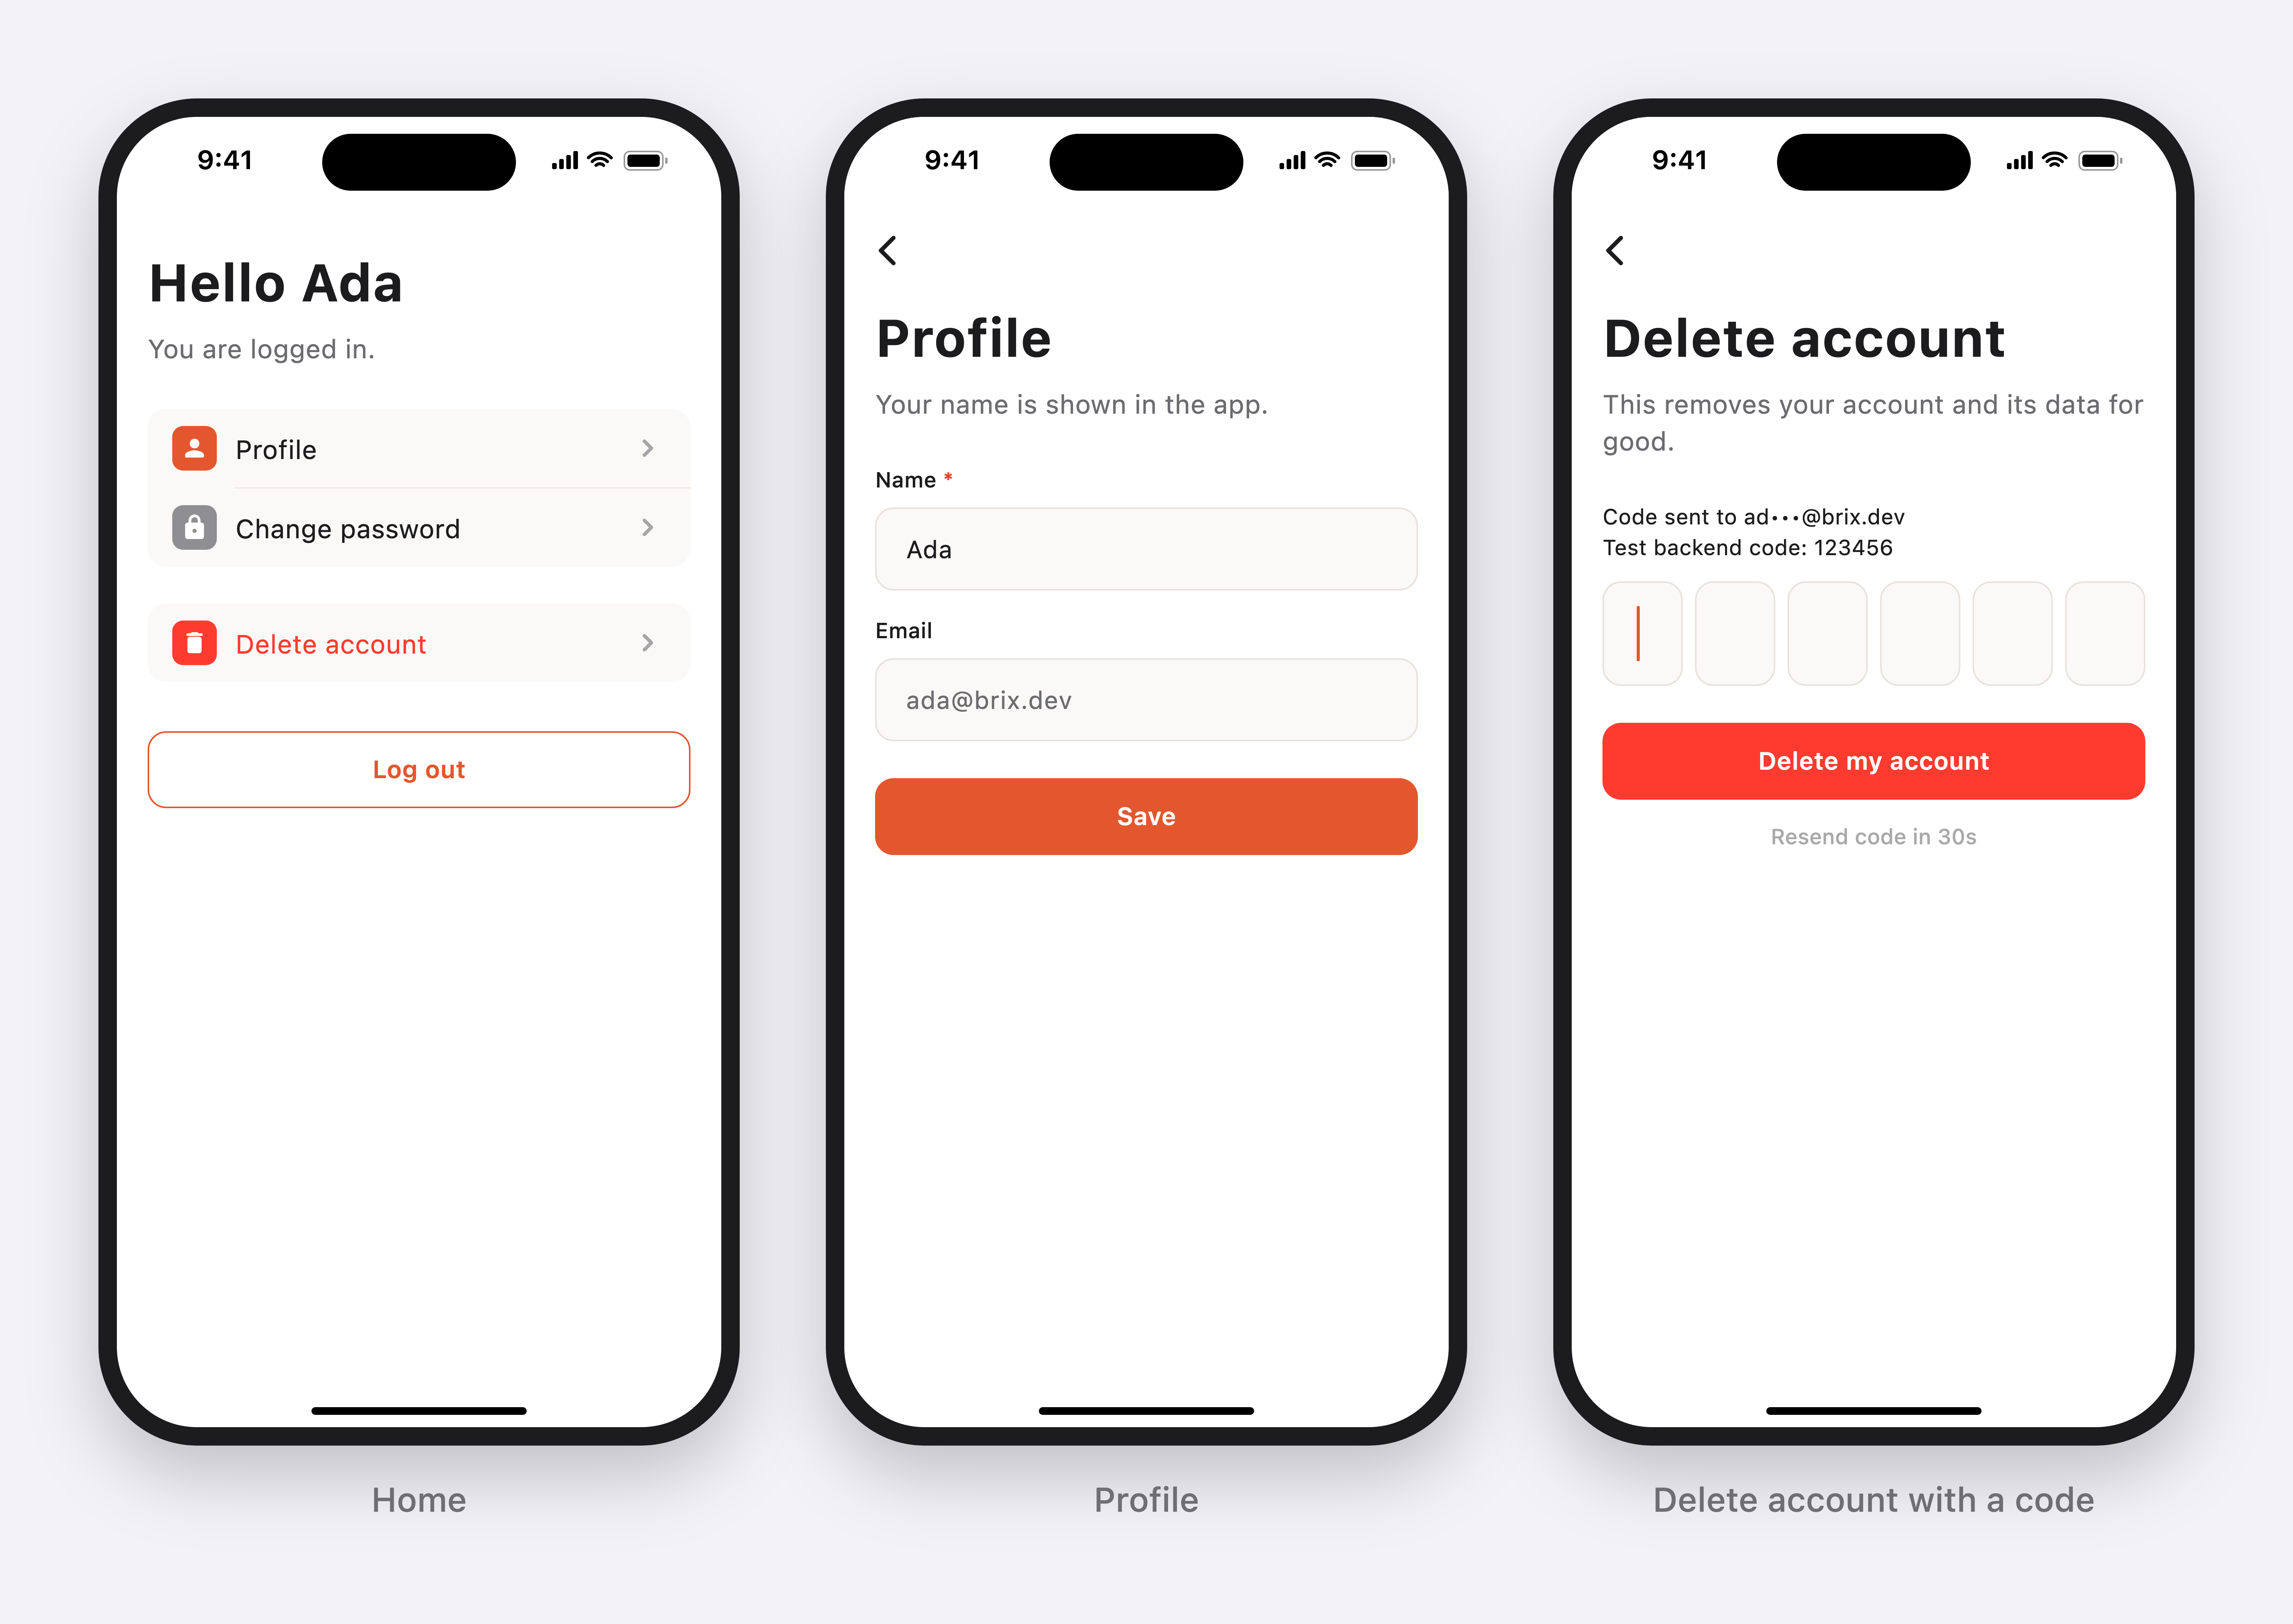 9:41
Hello Ada
You are logged in.
Profile
Change password
Delete account
Log out
Home
9:41
Profile
Your name is shown in the app.
Name *
Ada
Email
ada@brix.dev
Save
Profile
9:41
Delete account
This removes your account and its data for
good.
Code sent to ad•••@brix.dev
Test backend code: 123456
Delete my account
Resend code in 30s
Delete account with a code